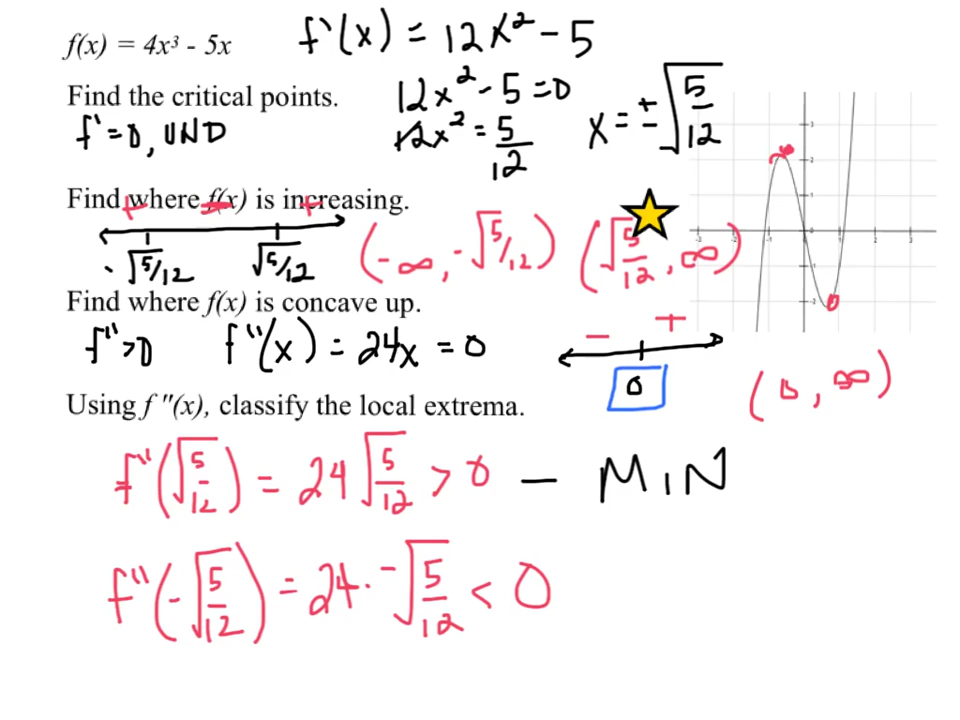 f(x) = 4x³ - 5x f'(x) = 12x² - 5
Find the critical points. 12x² - 5 = 0
f' = 0, UND 12x² = 5/12 x = ±√(5/12)
Find where f(x) is increasing.
+ +
-√5/12 √5/12 (-∞, -√5/12) (√5/12, ∞)
Find where f(x) is concave up.
f" > 0 f"(x) = 24x = 0 - +
0 (0, ∞)
Using f "(x), classify the local extrema.
f"(√5/12) = 24√5/12 > 0 — MIN
f"(-√5/12) = 24 · -√5/12 < 0